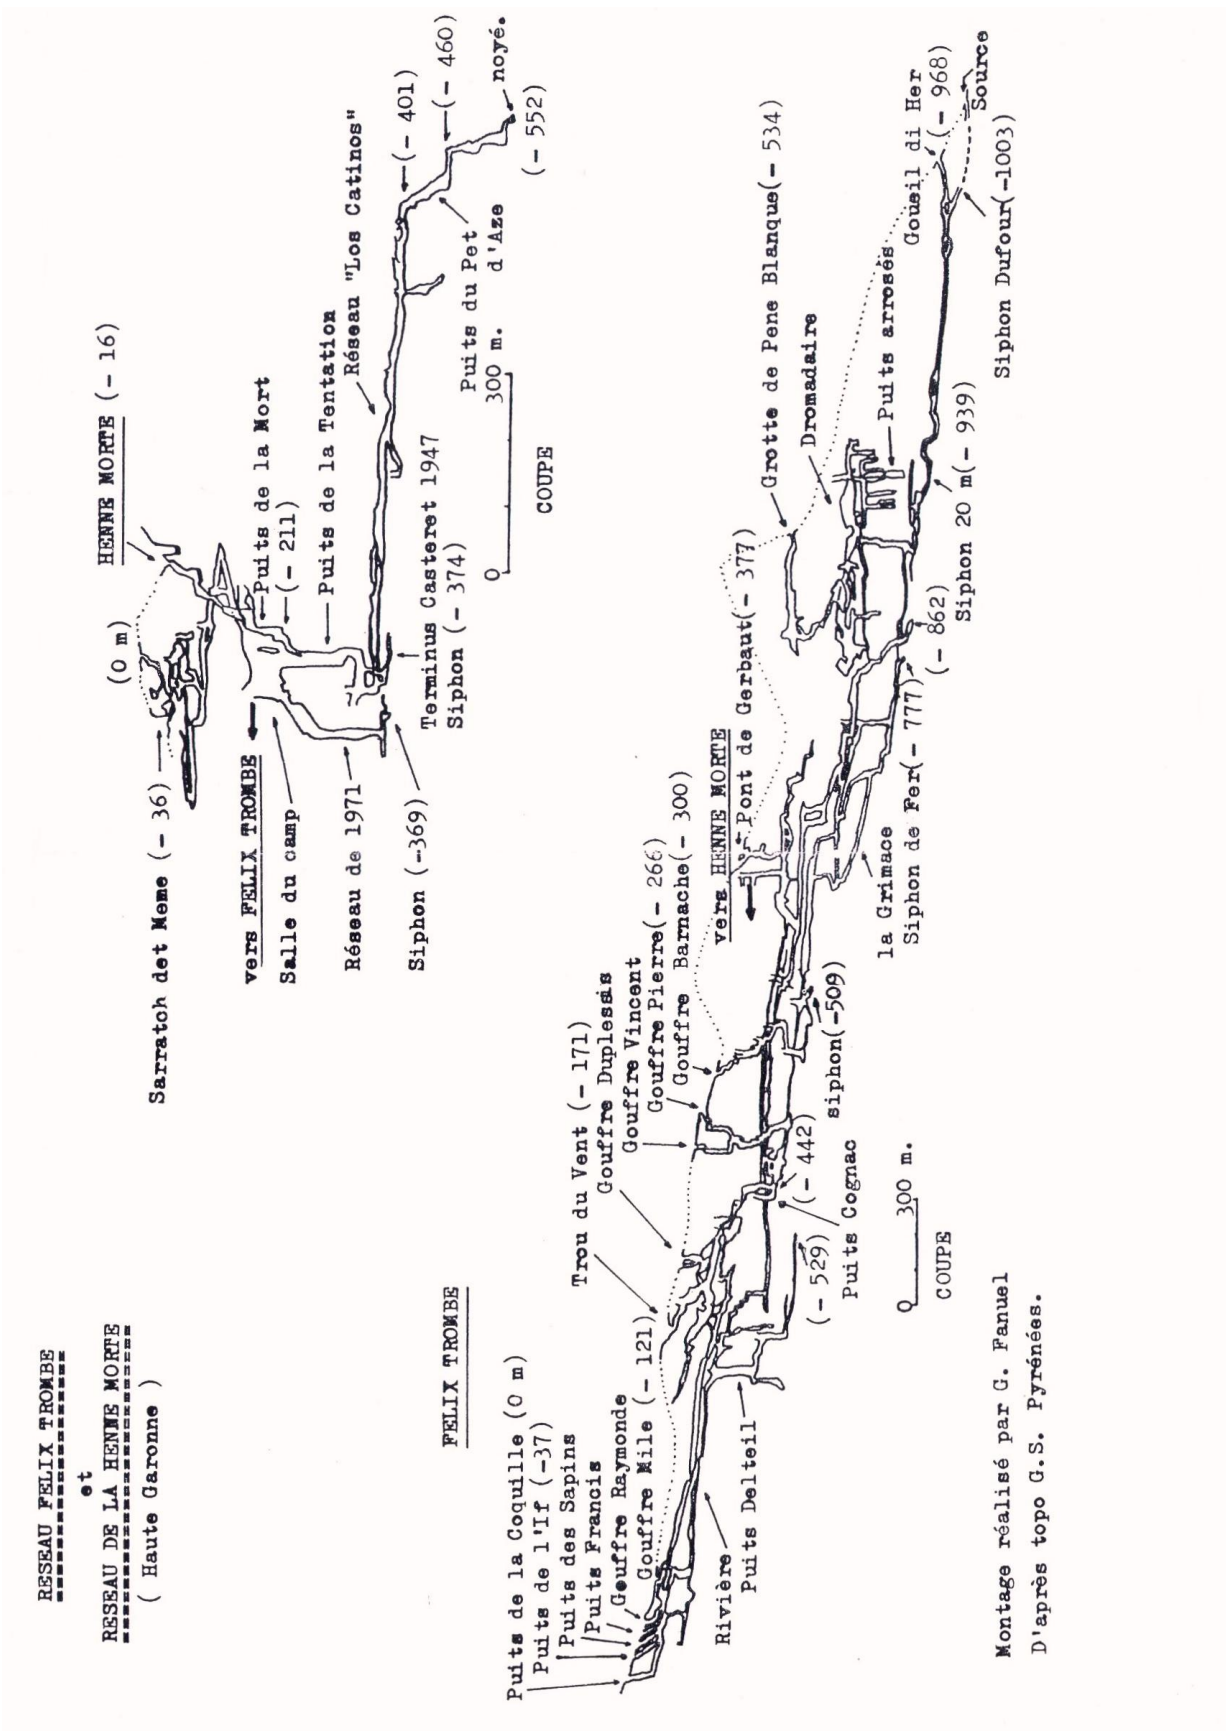 RESEAU FELIX TROMBE
et
RESEAU DE LA HENNE MORTE
( Haute Garonne )
HENNE MORTE (- 16)
(0 m)
Sarratch det Meme (- 36)
Puits de la Mort
(- 211)
Puits de la Tentation
Réseau "Los Catinos"
(- 401)
(- 460)
noyé.
(- 552)
Puits du Pet
d'Aze
vers FELIX TROMBE
Salle du camp
Réseau de 1971
Siphon (-369)
Terminus Casteret 1947
Siphon (- 374)
0 300 m.
COUPE
FELIX TROMBE
Puits de la Coquille (0 m)
Puits de l'If (-37)
Puits des Sapins
Puits Francis
Gouffre Raymonde
Gouffre Mile (- 121)
Trou du Vent (- 171)
Gouffre Duplessis
Gouffre Vincent
Gouffre Pierre(- 266)
Gouffre Barnache(- 300)
vers HENNE MORTE
Pont de Gerbaut(- 377)
Grotte de Pene Blanque(- 534)
Dromadaire
Puits arrosés
Goueil di Her
(- 968)
Source
Siphon Dufour(-1003)
Siphon 20 m(- 939)
(- 862)
Siphon de Fer(- 777)
la Grimace
siphon(-509)
(- 442)
Puits Cognac
(- 529)
Puits Delteil
Rivière
0 300 m.
COUPE
Montage réalisé par G. Fanuel
D'après topo G.S. Pyrénées.